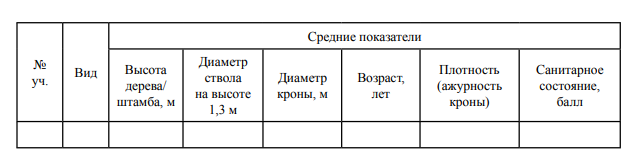 №
уч.
Вид
Средние показатели
Высота
дерева/
штамба, м
Диаметр
ствола
на высоте
1,3 м
Диаметр
кроны, м
Возраст,
лет
Плотность
(ажурность
кроны)
Санитарное
состояние,
балл